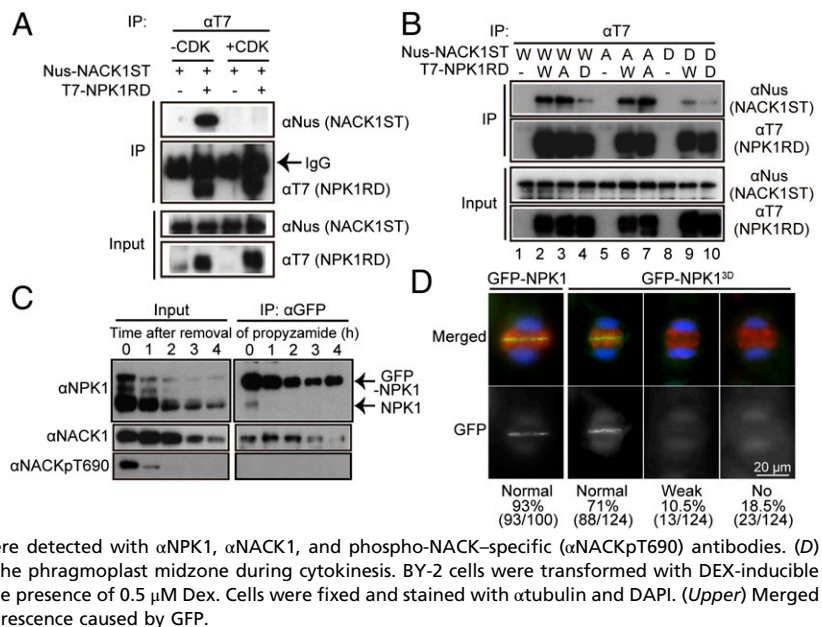 A
IP: αT7
-CDK +CDK
Nus-NACK1ST + + + +
T7-NPK1RD - + - +
IP
αNus (NACK1ST)
IgG
αT7 (NPK1RD)
Input
αNus (NACK1ST)
αT7 (NPK1RD)
B
IP: αT7
Nus-NACK1ST W W W W A A A D D D
T7-NPK1RD - W A D - W A - W D
IP
αNus
(NACK1ST)
αT7
(NPK1RD)
Input
αNus
(NACK1ST)
αT7
(NPK1RD)
1 2 3 4 5 6 7 8 9 10
C
Input IP: αGFP
Time after removal of propyzamide (h)
0 1 2 3 4 0 1 2 3 4
αNPK1
GFP
-NPK1
NPK1
αNACK1
αNACKpT690
D
GFP-NPK1 GFP-NPK1³ᴰ
Merged
GFP
20 μm
Normal Normal Weak No
93% 71% 10.5% 18.5%
(93/100) (88/124) (13/124) (23/124)
ere detected with αNPK1, αNACK1, and phospho-NACK–specific (αNACKpT690) antibodies. (D)
he phragmoplast midzone during cytokinesis. BY-2 cells were transformed with DEX-inducible
e presence of 0.5 μM Dex. Cells were fixed and stained with αtubulin and DAPI. (Upper) Merged
rescence caused by GFP.